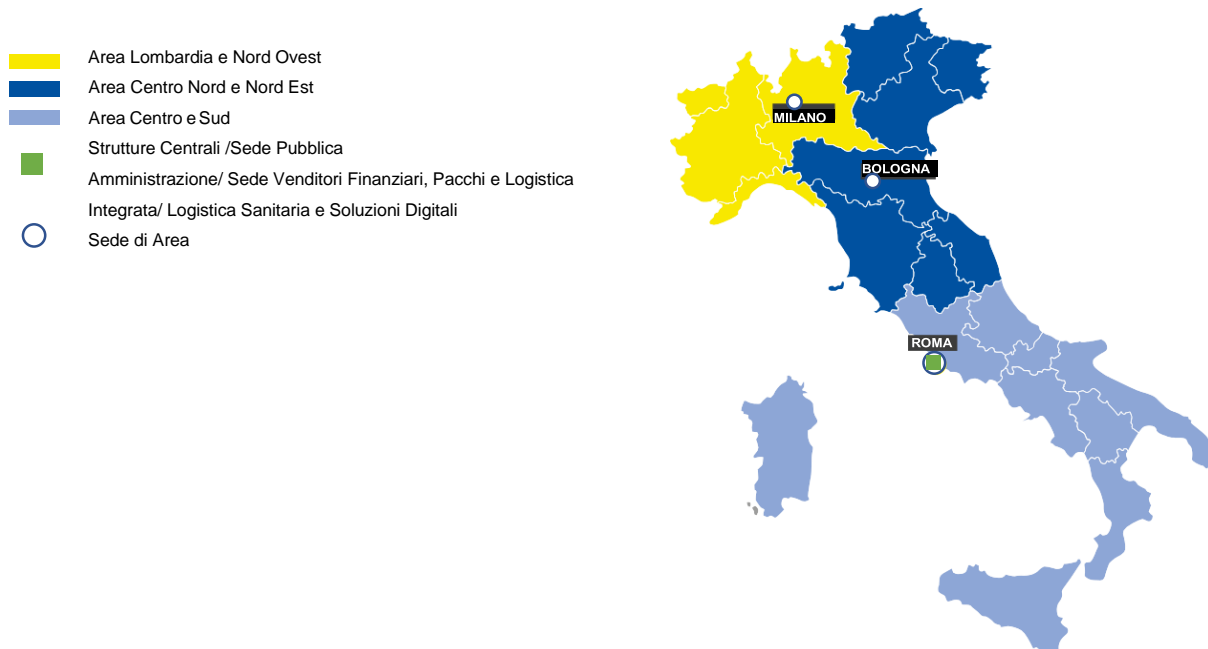 Area Lombardia e Nord Ovest
Area Centro Nord e Nord Est
Area Centro e Sud
Strutture Centrali /Sede Pubblica
Amministrazione/ Sede Venditori Finanziari, Pacchi e Logistica
Integrata/ Logistica Sanitaria e Soluzioni Digitali
Sede di Area
MILANO
BOLOGNA
ROMA